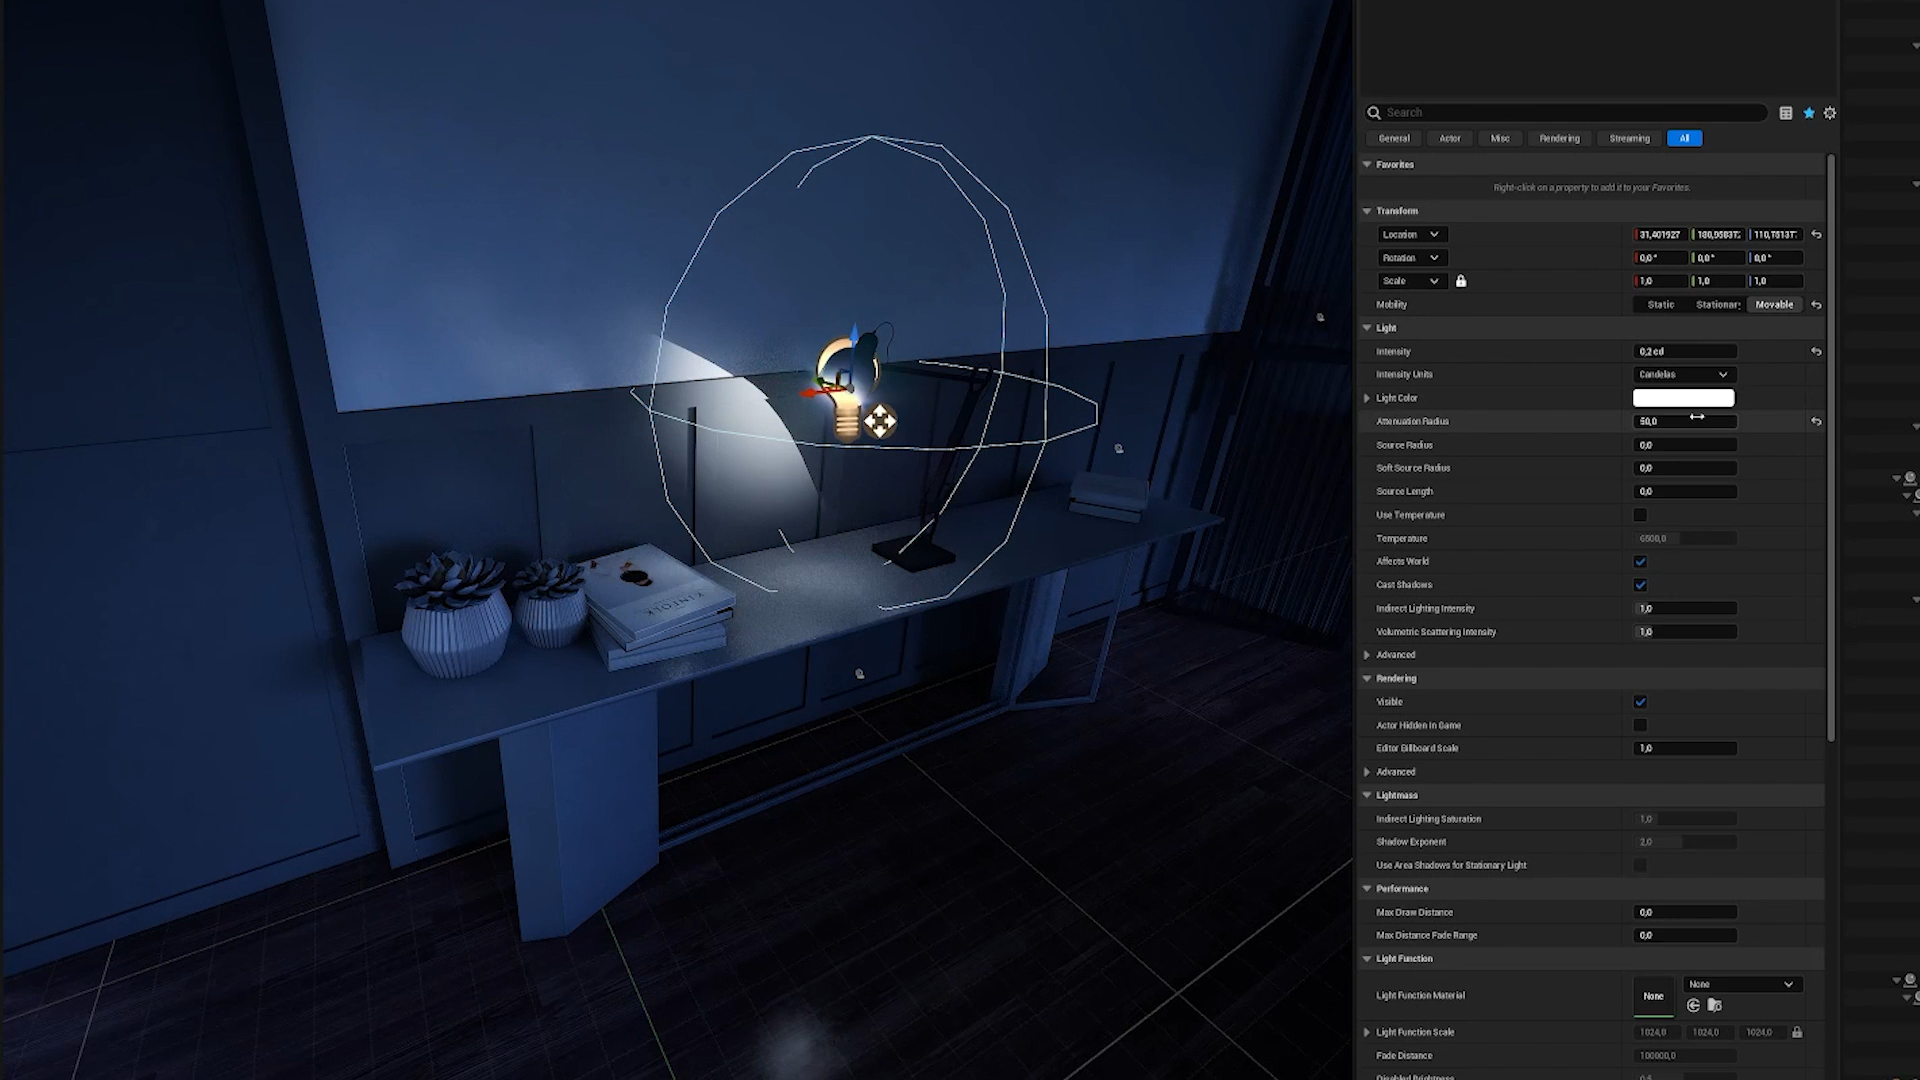 Search
General Actor Misc Rendering Streaming All
Favorites
Right-click on a property to add it to your Favorites.
Transform
Location 31,401927
Rotation 0,0° 0,0° 0,0°
Scale 1,0 1,0 1,0
Mobility Static Stationar Movable
Light
Intensity 0,2 cd
Intensity Units Candelas
Light Color
Attenuation Radius 50,0
Source Radius 0,0
Soft Source Radius 0,0
Source Length 0,0
Use Temperature
Temperature 6500,0
Affects World
Cast Shadows
Indirect Lighting Intensity 1,0
Volumetric Scattering Intensity 1,0
Advanced
Rendering
Visible
Actor Hidden In Game
Editor Billboard Scale 1,0
Advanced
Lightmass
Indirect Lighting Saturation 1,0
Shadow Exponent 2,0
Use Area Shadows for Stationary Light
Performance
Max Draw Distance 0,0
Max Distance Fade Range 0,0
Light Function
Light Function Material None None
Light Function Scale 1024,0 1024,0 1024,0
Fade Distance 100000,0
Disabled Brightness 0,5
KINFOLK